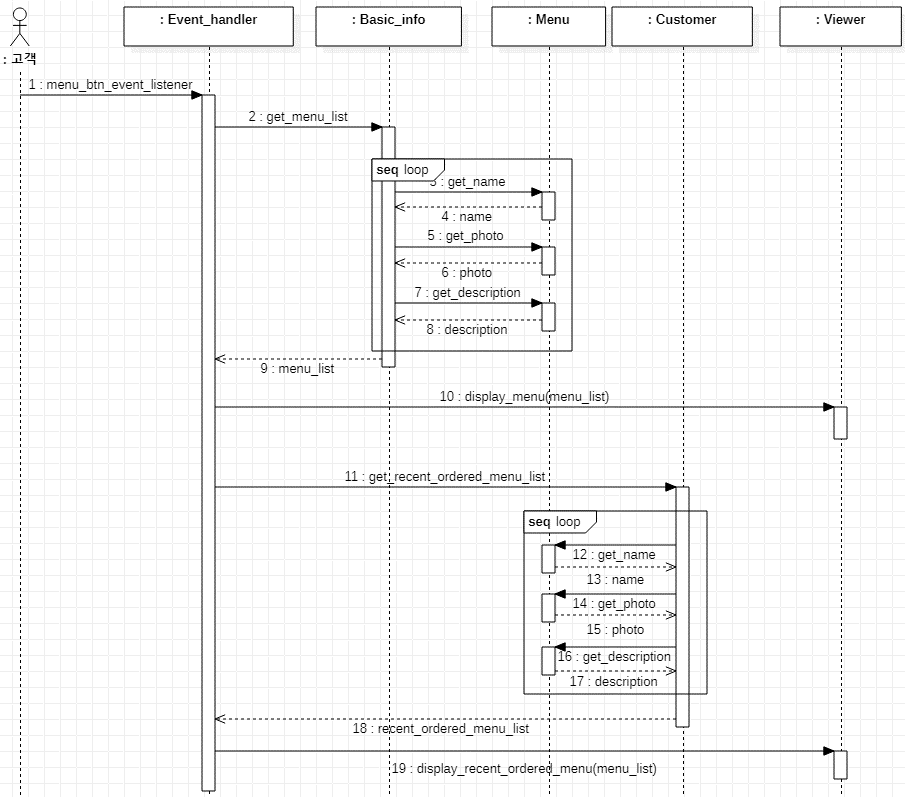 : Event_handler
: Basic_info
: Menu
: Customer
: Viewer
: 고객
1 : menu_btn_event_listener
2 : get_menu_list
seq loop
3 : get_name
4 : name
5 : get_photo
6 : photo
7 : get_description
8 : description
9 : menu_list
10 : display_menu(menu_list)
11 : get_recent_ordered_menu_list
seq loop
12 : get_name
13 : name
14 : get_photo
15 : photo
16 : get_description
17 : description
18 : recent_ordered_menu_list
19 : display_recent_ordered_menu(menu_list)